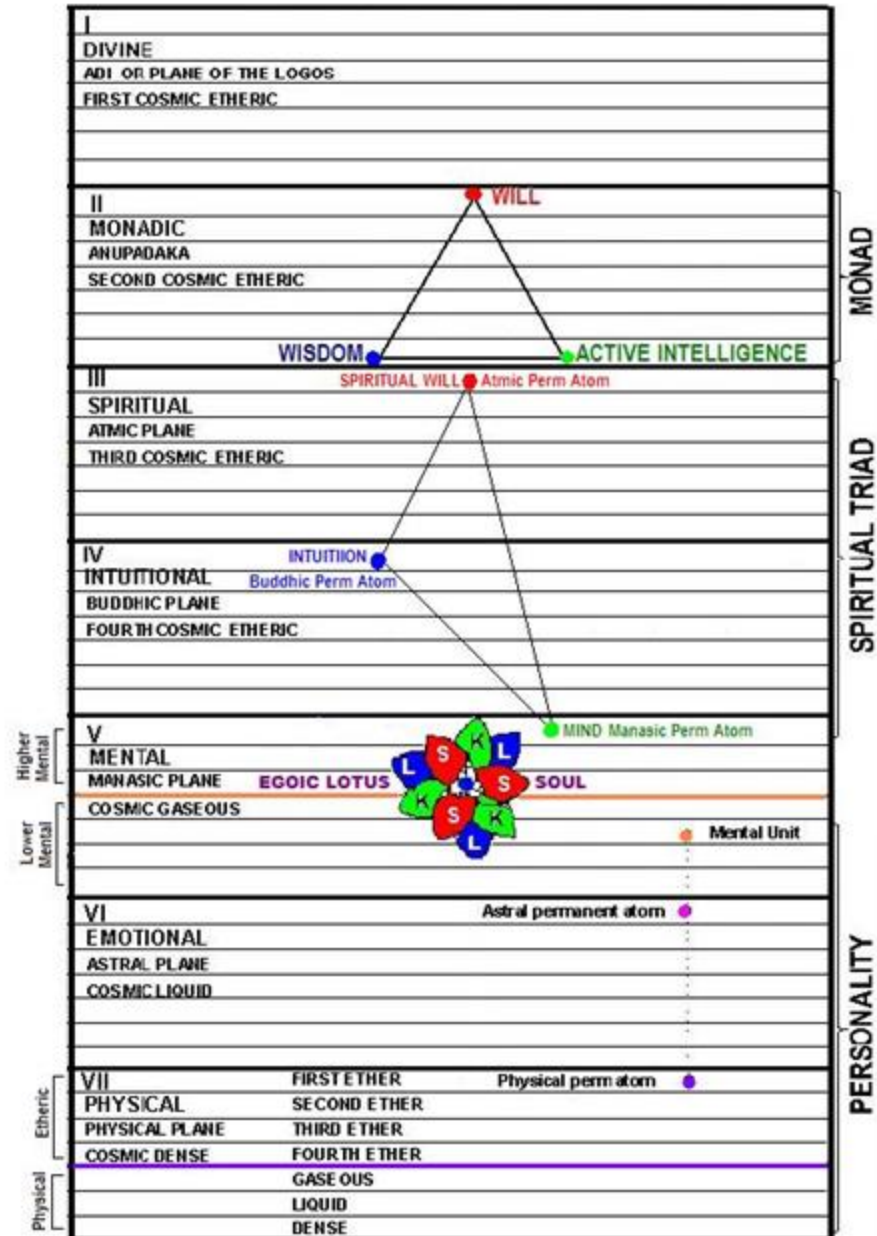 I
DIVINE
ADI OR PLANE OF THE LOGOS
FIRST COSMIC ETHERIC
II
WILL
MONADIC
ANUPADAKA
SECOND COSMIC ETHERIC
MONAD
WISDOM ACTIVE INTELLIGENCE
III
SPIRITUAL WILL Atmic Perm Atom
SPIRITUAL
ATMIC PLANE
THIRD COSMIC ETHERIC
SPIRITUAL TRIAD
IV
INTUITIION
INTUITIONAL
Buddhic Perm Atom
BUDDHIC PLANE
FOURTH COSMIC ETHERIC
V
MIND Manasic Perm Atom
Higher
Mental
MENTAL
K
L
S
L
MANASIC PLANE
EGOIC LOTUS
S
SOUL
K
COSMIC GASEOUS
S
K
L
Lower
Mental
Mental Unit
VI
Astral permanent atom
EMOTIONAL
ASTRAL PLANE
COSMIC LIQUID
PERSONALITY
VII
FIRST ETHER
Physical perm atom
Etheric
PHYSICAL
SECOND ETHER
PHYSICAL PLANE
THIRD ETHER
COSMIC DENSE
FOURTH ETHER
Physical
GASEOUS
LIQUID
DENSE